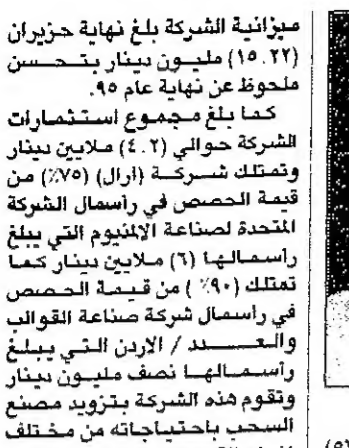 ميزانية الشركة بلغ نهاية حزيران
(١٥.٢٢) مليون دينار بتحسن
ملحوظ عن نهاية عام ٩٥.
كما بلغ مجموع استثمارات
الشركة حوالي (٤.٢) ملايين دينار
وتمتلك شركة (ارال) (٧٥٪) من
قيمة الحصص في راسمال الشركة
المتحدة لصناعة الالمنيوم التي يبلغ
راسمالها (٦) ملايين دينار كما
تمتلك (٩٠٪) من قيمة الحصص
في راسمال شركة صناعة القوالب
والعدد / الاردن التي يبلغ
راسمالها نصف مليون دينار
وتقوم هذه الشركة بتزويد مصنع
السحب باحتياجاته من مختلف